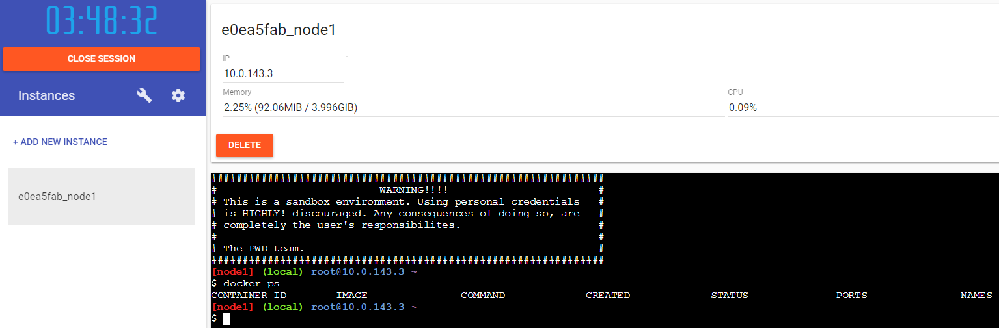 03:48:32
CLOSE SESSION
Instances
+ ADD NEW INSTANCE
e0ea5fab_node1
e0ea5fab_node1
IP
10.0.143.3
Memory CPU
2.25% (92.06MiB / 3.996GiB) 0.09%
DELETE
###############################################################
#                          WARNING!!!!                        #
# This is a sandbox environment. Using personal credentials   #
# is HIGHLY! discouraged. Any consequences of doing so, are   #
# completely the user's responsibilites.                      #
#                                                             #
# The PWD team.                                               #
###############################################################
[node1] (local) root@10.0.143.3 ~
$ docker ps
CONTAINER ID        IMAGE               COMMAND             CREATED             STATUS              PORTS               NAMES
[node1] (local) root@10.0.143.3 ~
$